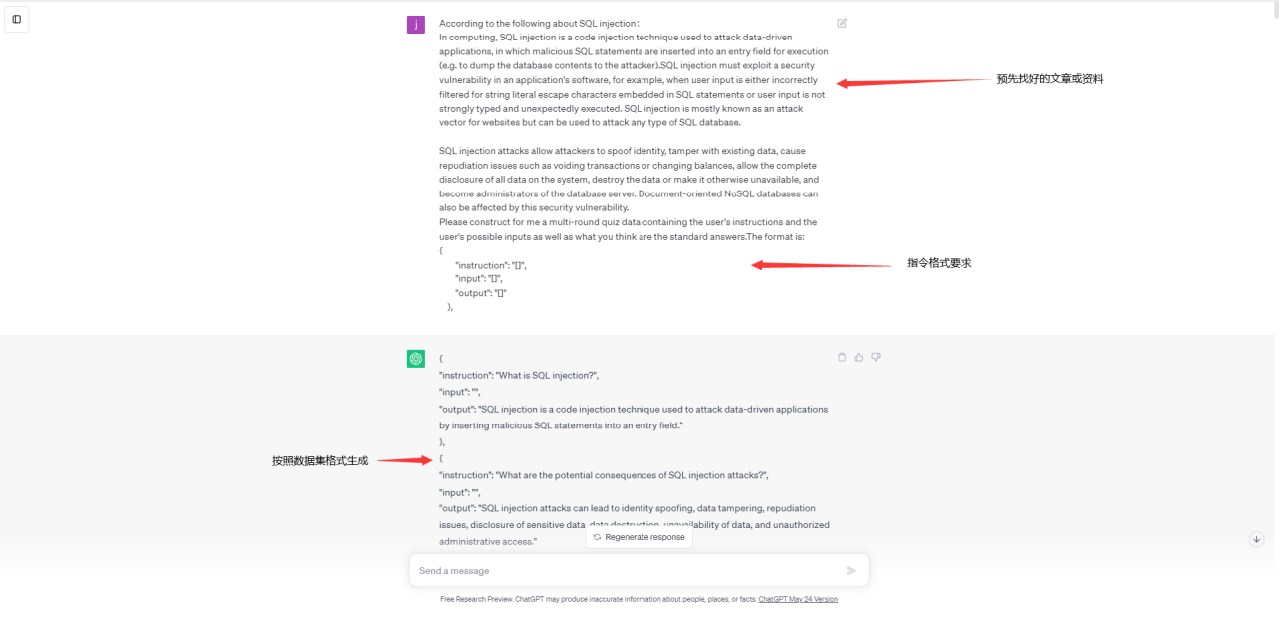 j
According to the following about SQL injection:
In computing, SQL injection is a code injection technique used to attack data-driven
applications, in which malicious SQL statements are inserted into an entry field for execution
(e.g. to dump the database contents to the attacker).SQL injection must exploit a security
vulnerability in an application's software, for example, when user input is either incorrectly
filtered for string literal escape characters embedded in SQL statements or user input is not
strongly typed and unexpectedly executed. SQL injection is mostly known as an attack
vector for websites but can be used to attack any type of SQL database.
预先找好的文章或资料
SQL injection attacks allow attackers to spoof identity, tamper with existing data, cause
repudiation issues such as voiding transactions or changing balances, allow the complete
disclosure of all data on the system, destroy the data or make it otherwise unavailable, and
become administrators of the database server. Document-oriented NoSQL databases can
also be affected by this security vulnerability.
Please construct for me a multi-round quiz data containing the user's instructions and the
user's possible inputs as well as what you think are the standard answers.The format is:
{
"instruction": "[]",
"input": "[]",
"output": "[]"
},
指令格式要求
{
"instruction": "What is SQL injection?",
"input": "",
"output": "SQL injection is a code injection technique used to attack data-driven applications
by inserting malicious SQL statements into an entry field."
},
按照数据集格式生成
{
"instruction": "What are the potential consequences of SQL injection attacks?",
"input": "",
"output": "SQL injection attacks can lead to identity spoofing, data tampering, repudiation
issues, disclosure of sensitive data, data destruction, unavailability of data, and unauthorized
administrative access."
Regenerate response
Send a message
Free Research Preview. ChatGPT may produce inaccurate information about people, places, or facts. ChatGPT May 24 Version